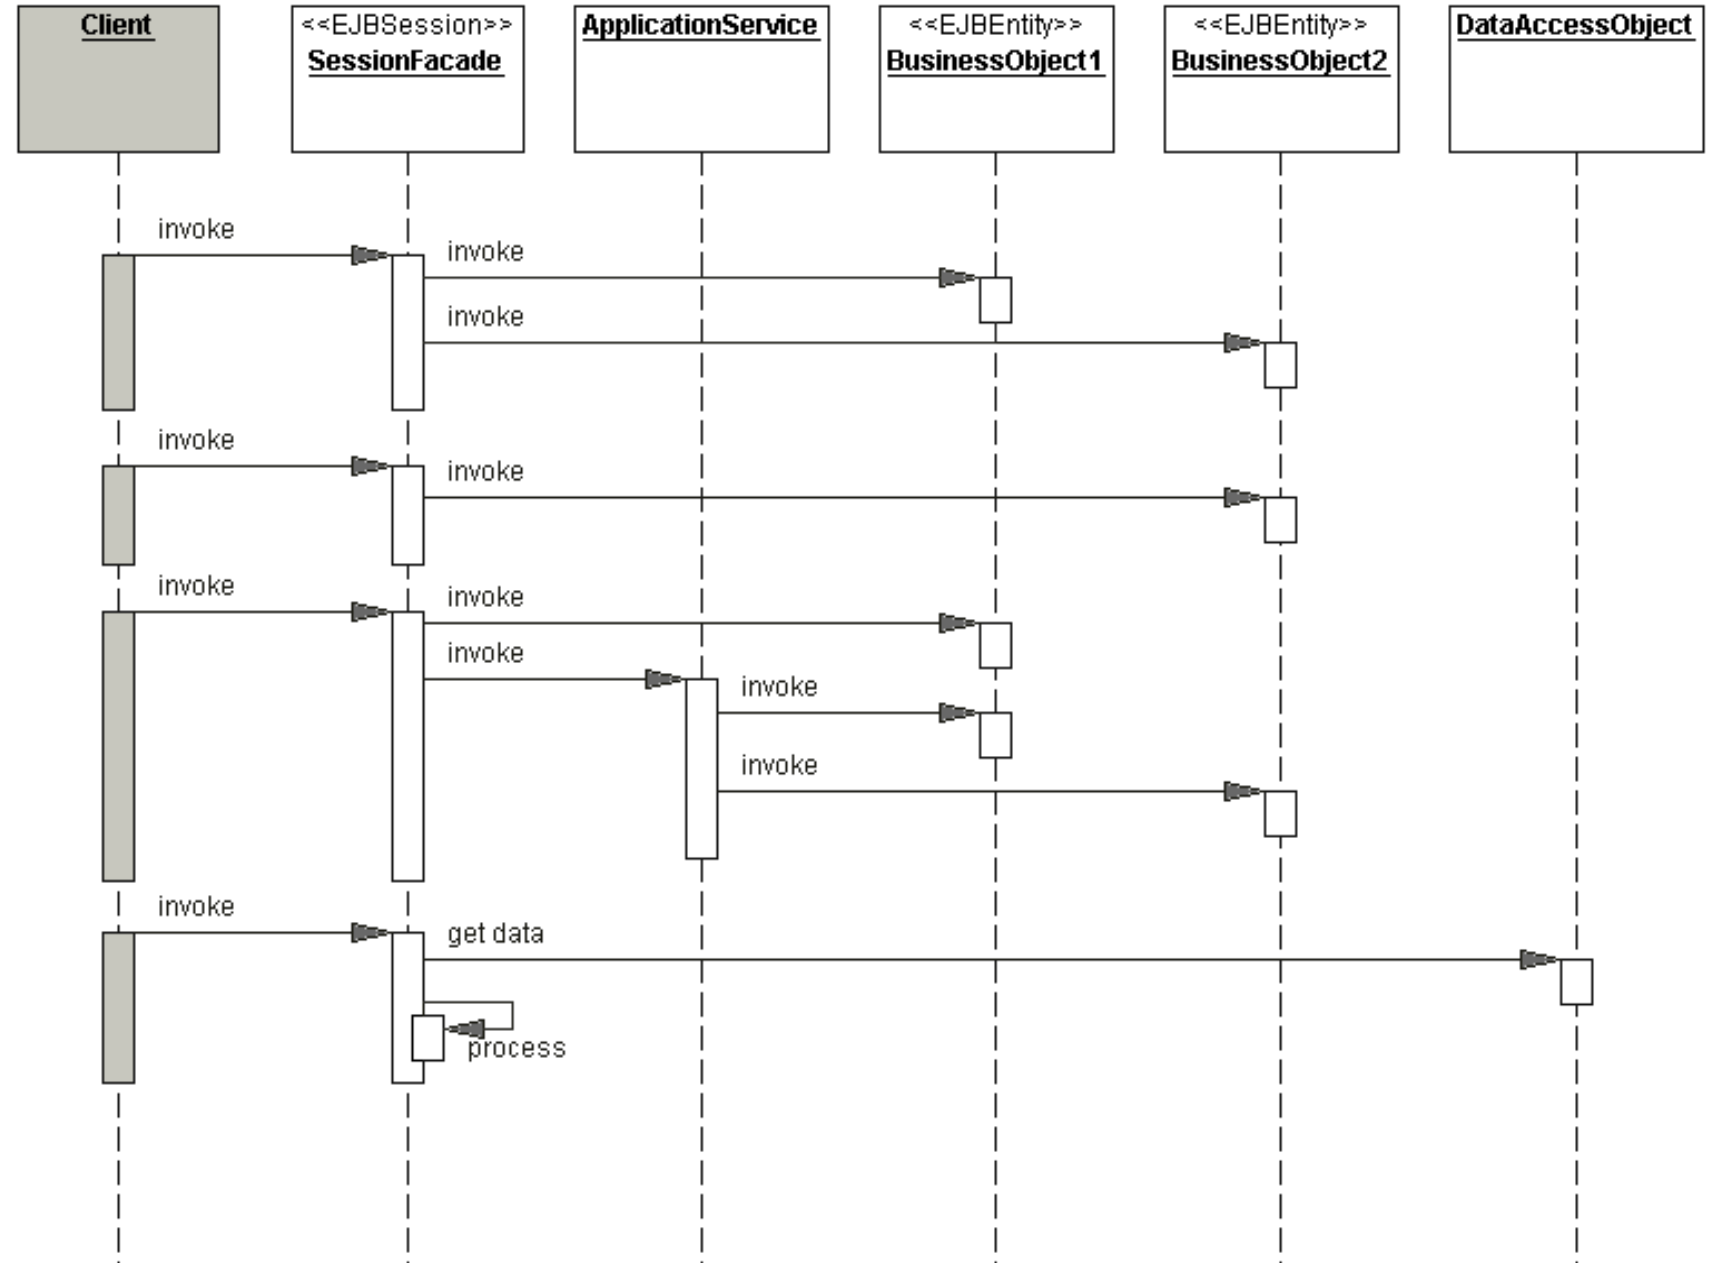 Client
<<EJBSession>>
SessionFacade
ApplicationService
<<EJBEntity>>
BusinessObject1
<<EJBEntity>>
BusinessObject2
DataAccessObject
invoke
invoke
invoke
invoke
invoke
invoke
invoke
invoke
invoke
invoke
invoke
get data
process